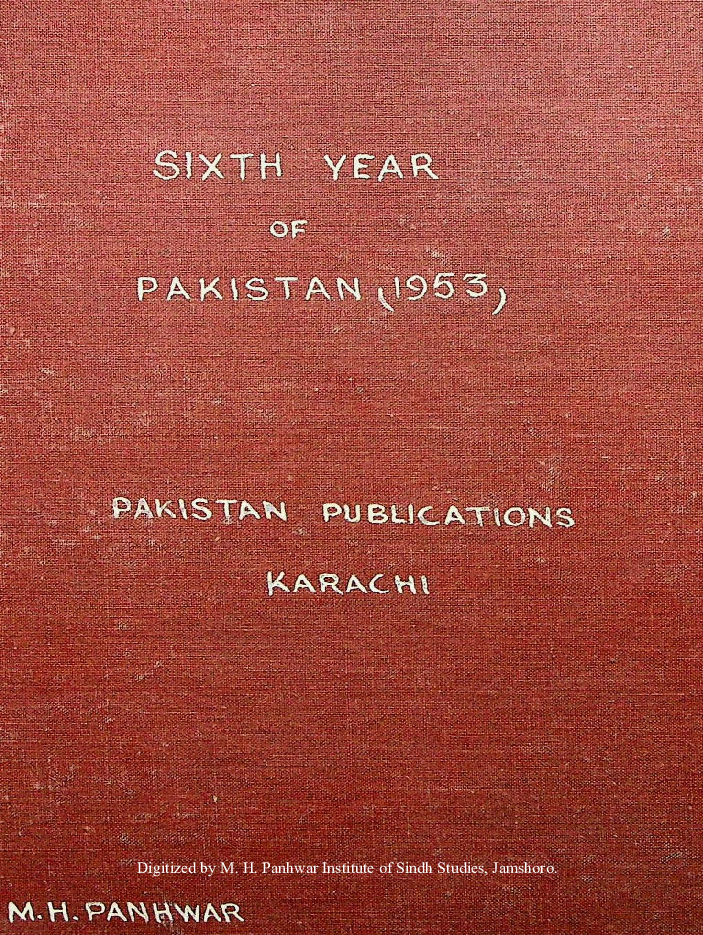 SIXTH YEAR
OF
PAKISTAN (1953)
PAKISTAN PUBLICATIONS
KARACHI
Digitized by M. H. Panhwar Institute of Sindh Studies, Jamshoro.
M.H. PANHWAR